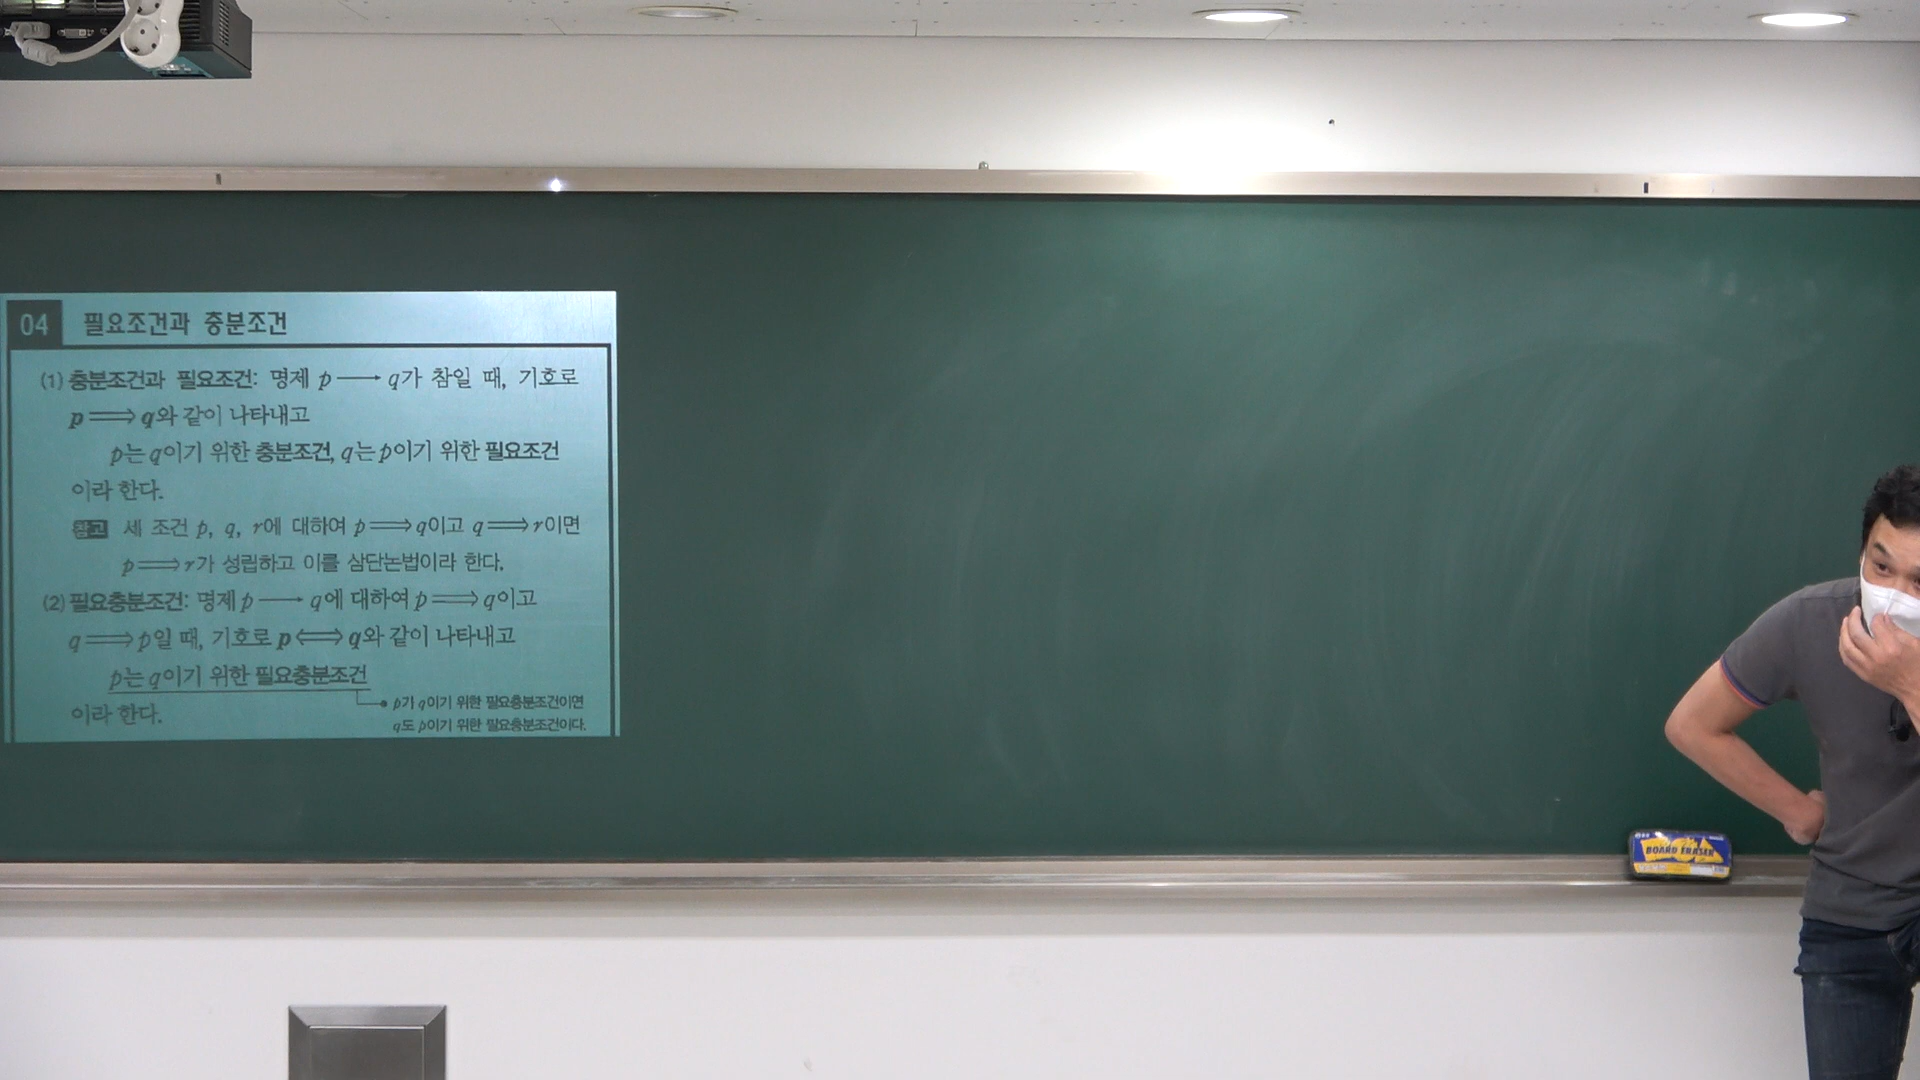 04 필요조건과 충분조건
(1) 충분조건과 필요조건: 명제 p ⟶ q가 참일 때, 기호로
p ⟹ q와 같이 나타내고
p는 q이기 위한 충분조건, q는 p이기 위한 필요조건
이라 한다.
참고 세 조건 p, q, r에 대하여 p ⟹ q이고 q ⟹ r이면
p ⟹ r가 성립하고 이를 삼단논법이라 한다.
(2) 필요충분조건: 명제 p ⟶ q에 대하여 p ⟹ q이고
q ⟹ p일 때, 기호로 p ⟺ q와 같이 나타내고
p는 q이기 위한 필요충분조건
이라 한다.
p가 q이기 위한 필요충분조건이면
q도 p이기 위한 필요충분조건이다.
BOARD ERASER